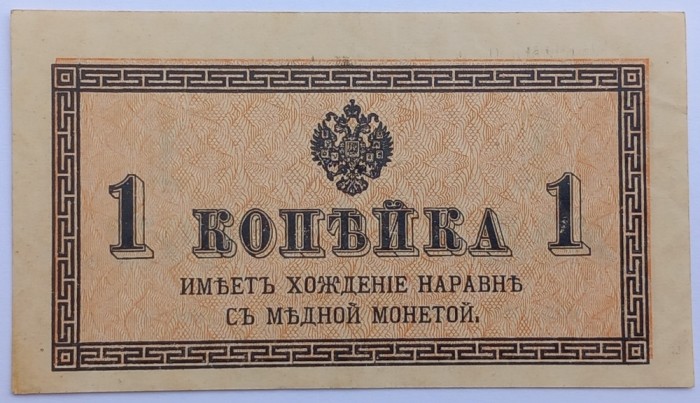 1 КОПѢЙКА 1
ИМѢЕТЪ ХОЖДЕНІЕ НАРАВНѢ
СЪ МѢДНОЙ МОНЕТОЙ.